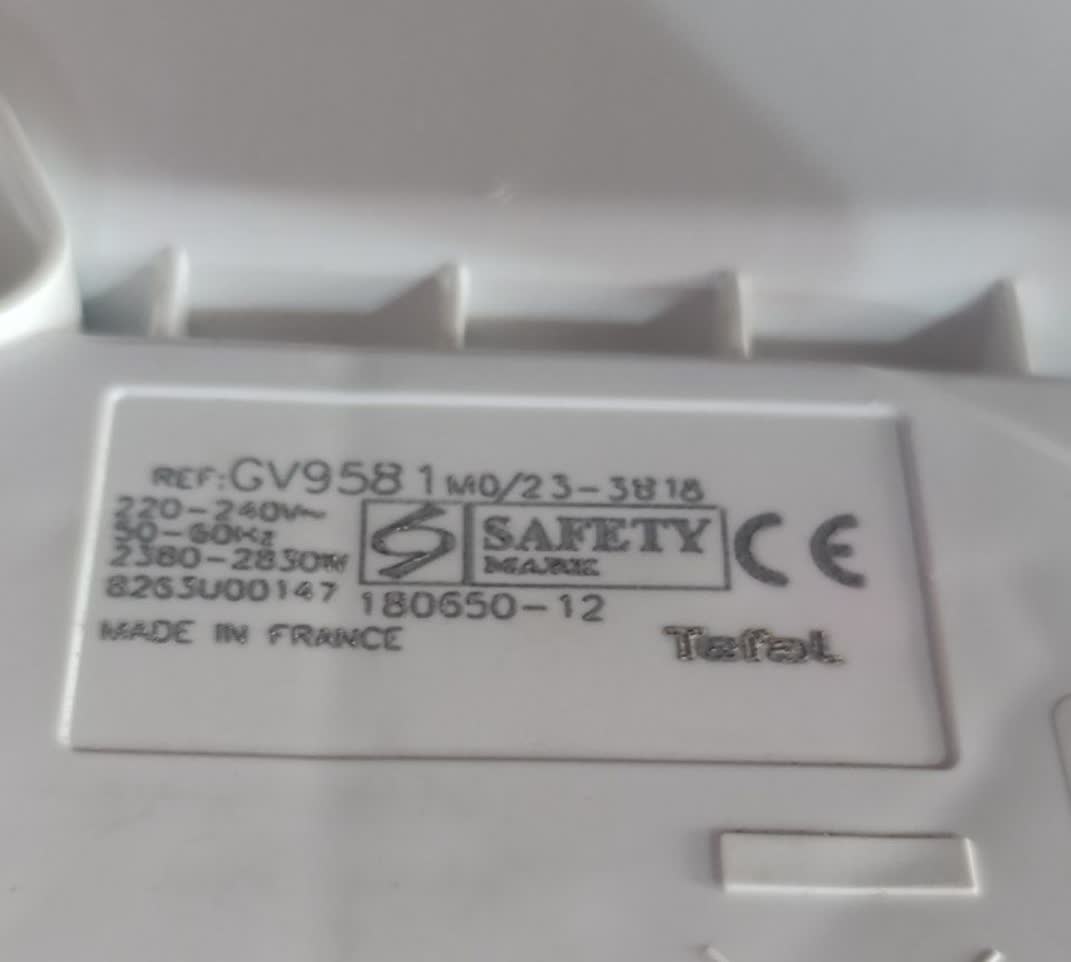 REF:GV9581M0/23-3818
220-240V~
50-60Hz
2380-2830W
8263U00147
SAFETY
MARK
CE
180650-12
MADE IN FRANCE
Tefal